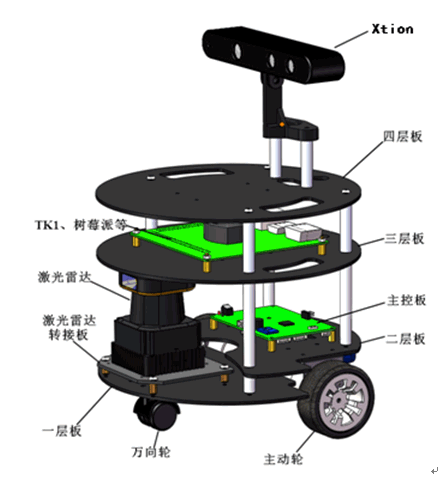 Xtion
四层板
TK1、树莓派等
三层板
激光雷达
主控板
激光雷达
转接板
二层板
一层板
万向轮
主动轮